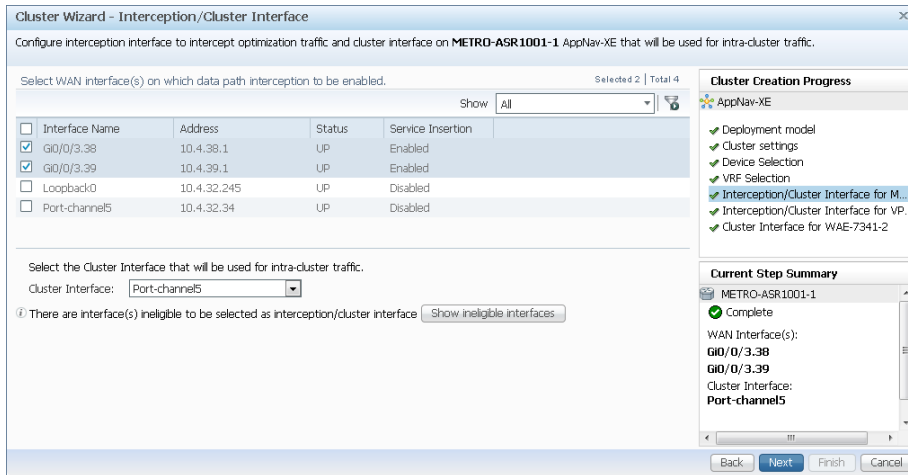 Cluster Wizard - Interception/Cluster Interface
Configure interception interface to intercept optimization traffic and cluster interface on METRO-ASR1001-1 AppNav-XE that will be used for intra-cluster traffic.
Select WAN interface(s) on which data path interception to be enabled.
Selected 2 | Total 4
Show All
Interface Name Address Status Service Insertion
Gi0/0/3.38 10.4.38.1 UP Enabled
Gi0/0/3.39 10.4.39.1 UP Enabled
Loopback0 10.4.32.245 UP Disabled
Port-channel5 10.4.32.34 UP Disabled
Select the Cluster Interface that will be used for intra-cluster traffic.
Cluster Interface: Port-channel5
There are interface(s) ineligible to be selected as interception/cluster interface Show ineligible interfaces
Cluster Creation Progress
AppNav-XE
Deployment model
Cluster settings
Device Selection
VRF Selection
Interception/Cluster Interface for M...
Interception/Cluster Interface for VP...
Cluster Interface for WAE-7341-2
Current Step Summary
METRO-ASR1001-1
Complete
WAN Interface(s):
Gi0/0/3.38
Gi0/0/3.39
Cluster Interface:
Port-channel5
Back Next Finish Cancel